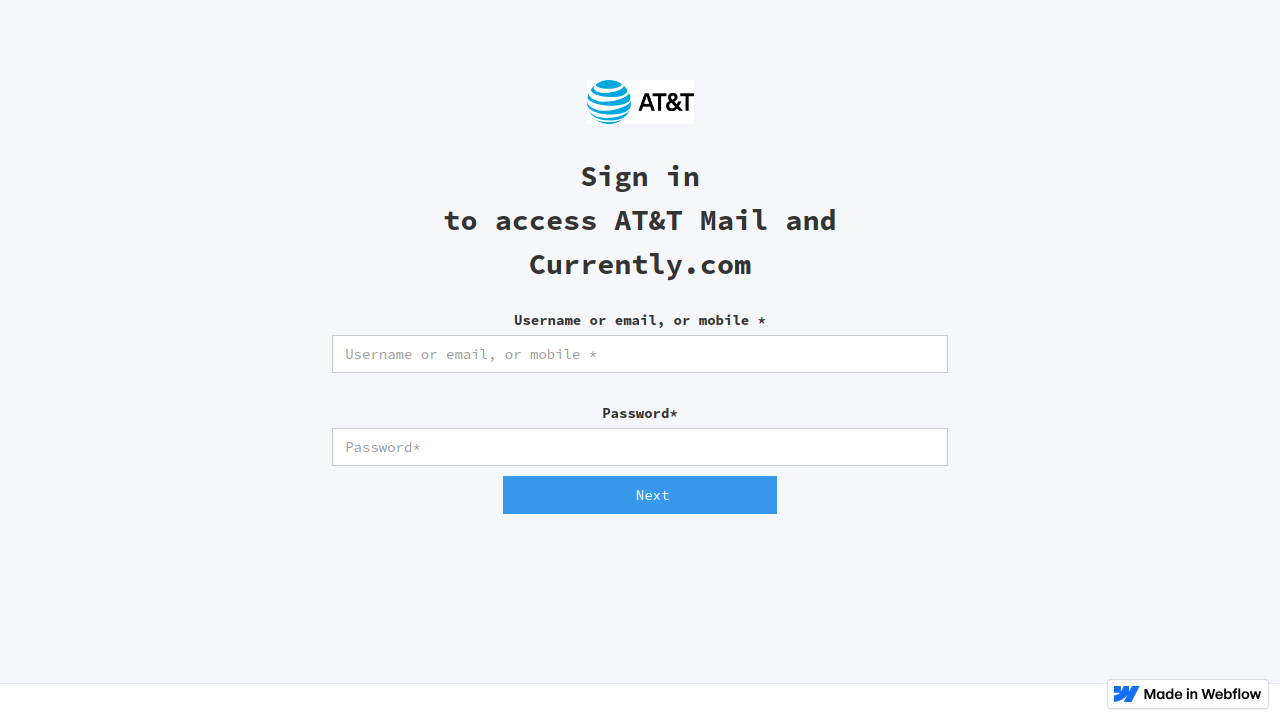 AT&T
Sign in
to access AT&T Mail and
Currently.com
Username or email, or mobile *
Username or email, or mobile *
Password*
Password*
Next
Made in Webflow